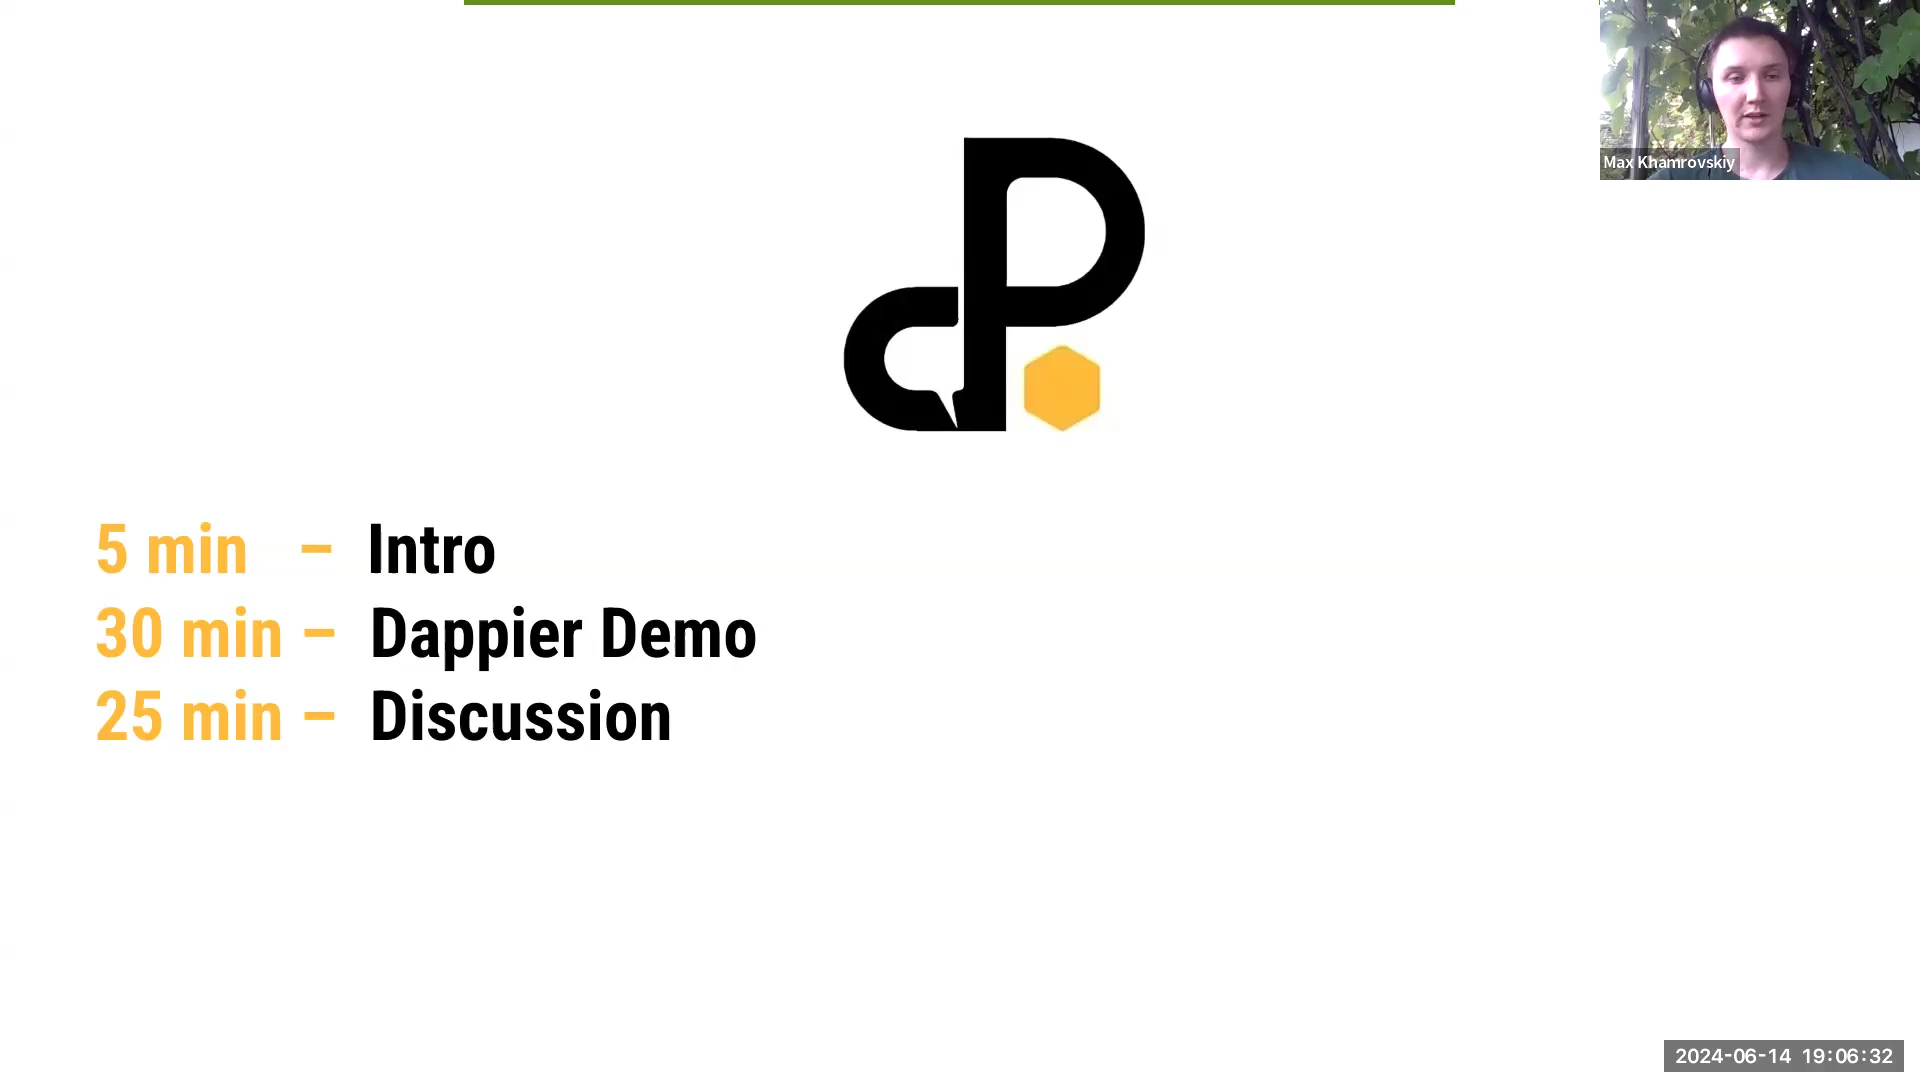 Max Khamrovskiy
5 min – Intro
30 min – Dappier Demo
25 min – Discussion
2024-06-14 19:06:32